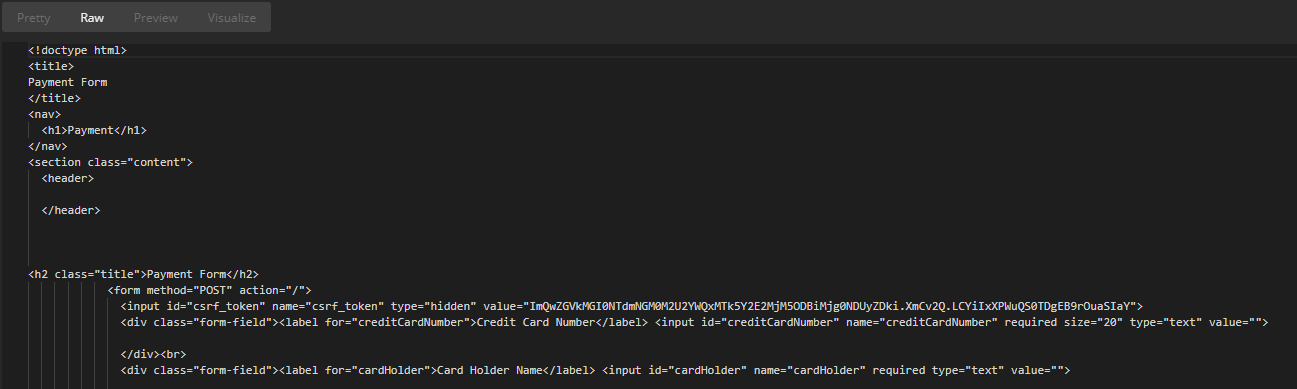 Pretty Raw Preview Visualize
<!doctype html>
<title>
Payment Form
</title>
<nav>
<h1>Payment</h1>
</nav>
<section class="content">
<header>
</header>
<h2 class="title">Payment Form</h2>
<form method="POST" action="/">
<input id="csrf_token" name="csrf_token" type="hidden" value="ImQwZGVkMGI0NTdmNGM0M2U2YWQxMTk5Y2E2MjM5ODBiMjg0NDUyZDki.XmCv2Q.LCYiIxXPWuQS0TDgEB9rOuaSIaY">
<div class="form-field"><label for="creditCardNumber">Credit Card Number</label> <input id="creditCardNumber" name="creditCardNumber" required size="20" type="text" value="">
</div><br>
<div class="form-field"><label for="cardHolder">Card Holder Name</label> <input id="cardHolder" name="cardHolder" required type="text" value="">